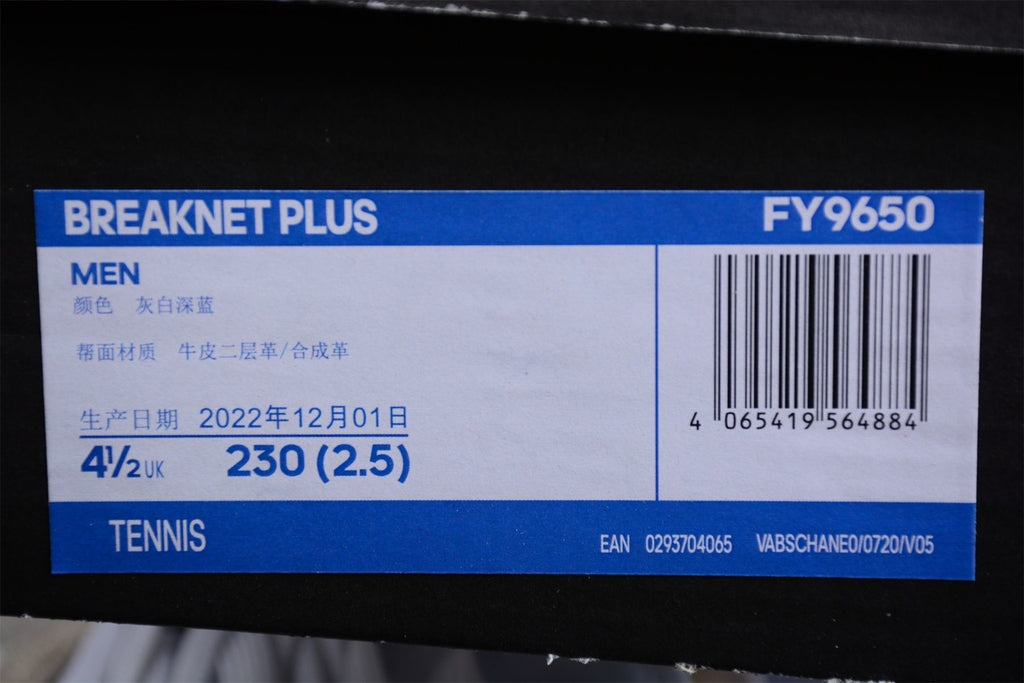 BREAKNET PLUS FY9650
MEN
颜色 灰白深蓝
帮面材质 牛皮二层革/合成革
生产日期 2022年12月01日
4½ UK 230 (2.5)
4 065419 564884
TENNIS EAN 0293704065 VABSCHANE0/0720/V05